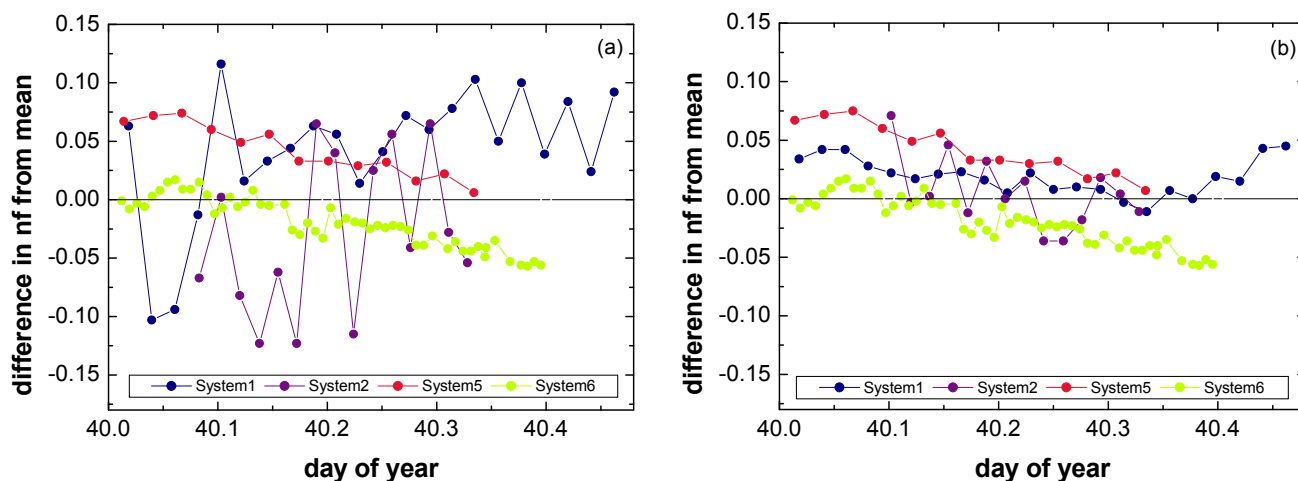 (a)
0.15
0.10
0.05
0.00
-0.05
-0.10
-0.15
difference in nf from mean
System1 System2 System5 System6
40.0 40.1 40.2 40.3 40.4
day of year
(b)
0.15
0.10
0.05
0.00
-0.05
-0.10
-0.15
difference in nf from mean
System1 System2 System5 System6
40.0 40.1 40.2 40.3 40.4
day of year